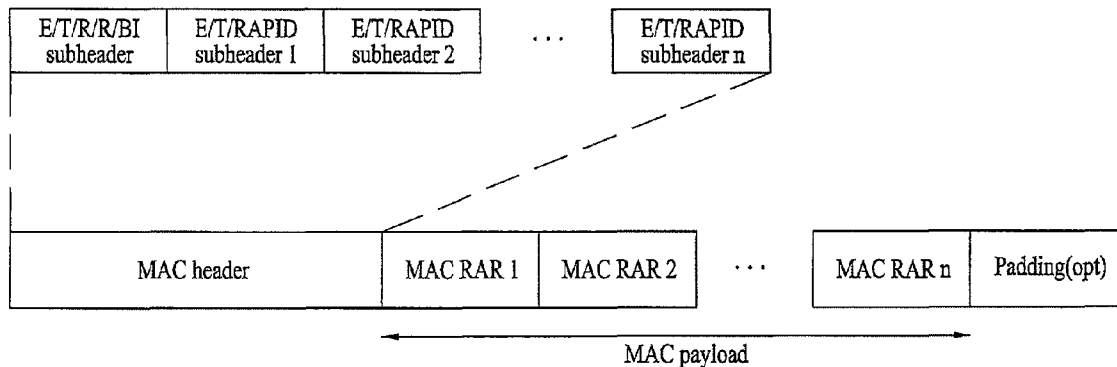 E/T/R/R/BI
subheader
E/T/RAPID
subheader 1
E/T/RAPID
subheader 2
...
E/T/RAPID
subheader n
MAC header
MAC RAR 1
MAC RAR 2
...
MAC RAR n
Padding(opt)
MAC payload